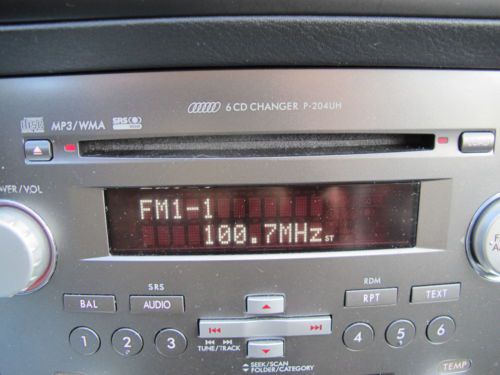 6 CD CHANGER P-204UH
MP3/WMA SRS
POWER/VOL
FM1-1
100.7MHz ST
SRS RDM
BAL AUDIO RPT TEXT
1 2 3 4 5 6
TUNE/TRACK
SEEK/SCAN
FOLDER/CATEGORY
TEMP